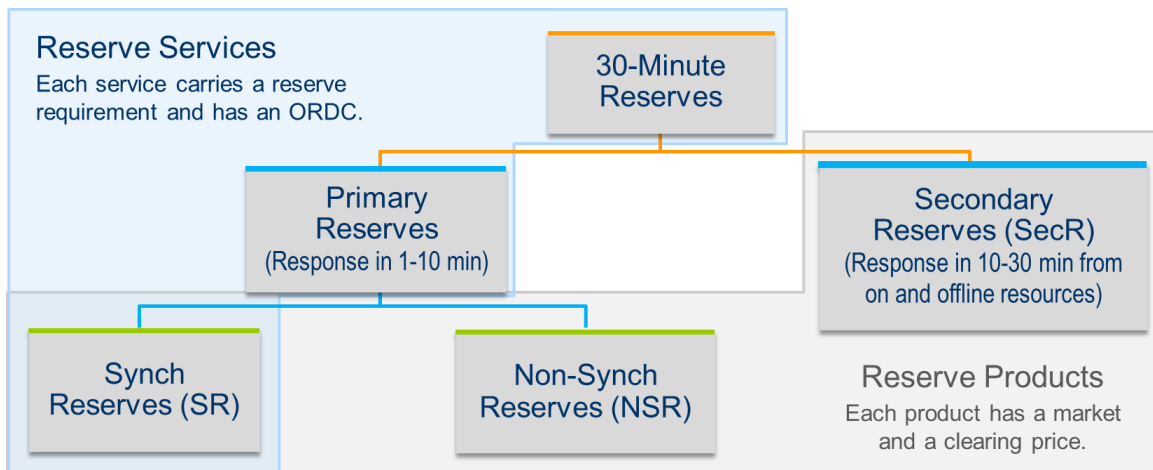 Reserve Services
Each service carries a reserve
requirement and has an ORDC.
30-Minute
Reserves
Primary
Reserves
(Response in 1-10 min)
Secondary
Reserves (SecR)
(Response in 10-30 min from
on and offline resources)
Synch
Reserves (SR)
Non-Synch
Reserves (NSR)
Reserve Products
Each product has a market
and a clearing price.